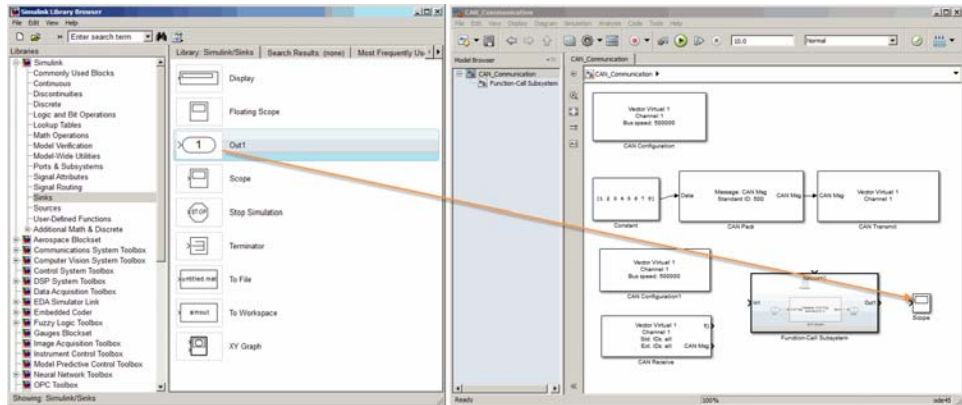 Simulink Library Browser
File Edit View Help
Enter search term
Libraries
Library: Simulink/Sinks
Search Results: (none)
Most Frequently Us
Simulink
Commonly Used Blocks
Continuous
Discontinuities
Discrete
Logic and Bit Operations
Lookup Tables
Math Operations
Model Verification
Model-Wide Utilities
Ports & Subsystems
Signal Attributes
Signal Routing
Sinks
Sources
User-Defined Functions
Additional Math & Discrete
Aerospace Blockset
Communications System Toolbox
Computer Vision System Toolbox
Control System Toolbox
DSP System Toolbox
Data Acquisition Toolbox
EDA Simulator Link
Embedded Coder
Fuzzy Logic Toolbox
Gauges Blockset
Image Acquisition Toolbox
Instrument Control Toolbox
Model Predictive Control Toolbox
Neural Network Toolbox
OPC Toolbox
Showing: Simulink/Sinks
Display
Floating Scope
1
Out1
Scope
STOP
Stop Simulation
Terminator
untitled.mat
To File
simout
To Workspace
XY Graph
CAN_Communication
File Edit View Display Diagram Simulation Analysis Code Tools Help
10.0
Normal
Model Browser
CAN_Communication
Function-Call Subsystem
CAN_Communication
CAN_Communication
Vector Virtual 1
Channel 1
Bus speed: 500000
CAN Configuration
[1 2 3 4 5 6 7 8]
Constant
Data
Message: CAN Msg
Standard ID: 500
CAN Msg
CAN Pack
CAN Msg
Vector Virtual 1
Channel 1
CAN Transmit
Vector Virtual 1
Channel 1
Bus speed: 500000
CAN Configuration1
Vector Virtual 1
Channel 1
Std. IDs: all
Ext. IDs: all
f()
CAN Msg
CAN Receive
In1
Out1
Function-Call Subsystem
Scope
Ready
100%
ode45